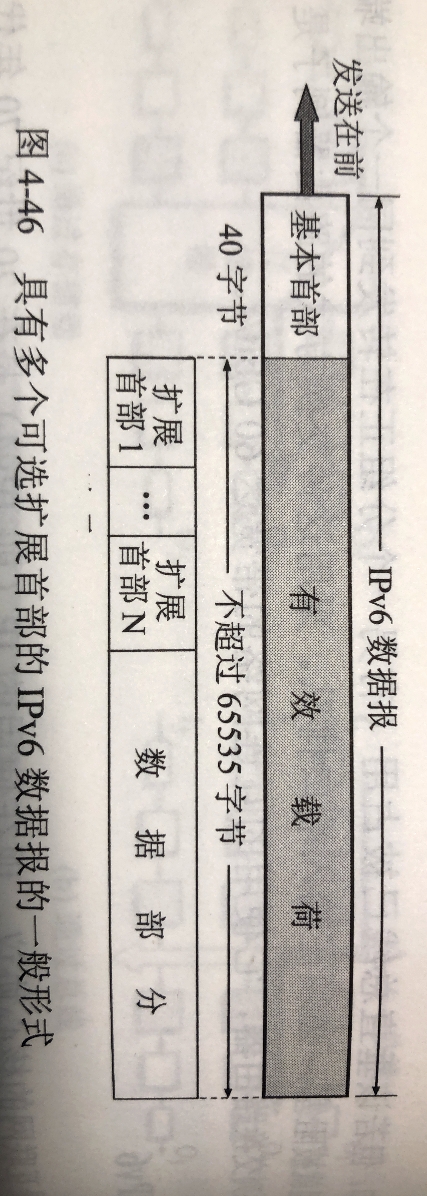 IPv6 数据报
发送在前
基本首部
有效载荷
40 字节
不超过 65535 字节
扩展
首部 1
…
扩展
首部 N
数据部分
图 4-46 具有多个可选扩展首部的 IPv6 数据报的一般形式